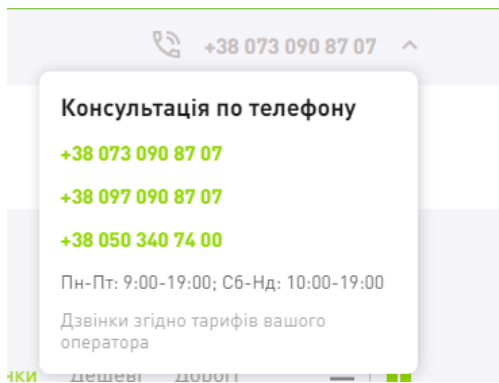 +38 073 090 87 07
Консультація по телефону
+38 073 090 87 07
+38 097 090 87 07
+38 050 340 74 00
Пн-Пт: 9:00-19:00; Сб-Нд: 10:00-19:00
Дзвінки згідно тарифів вашого
оператора